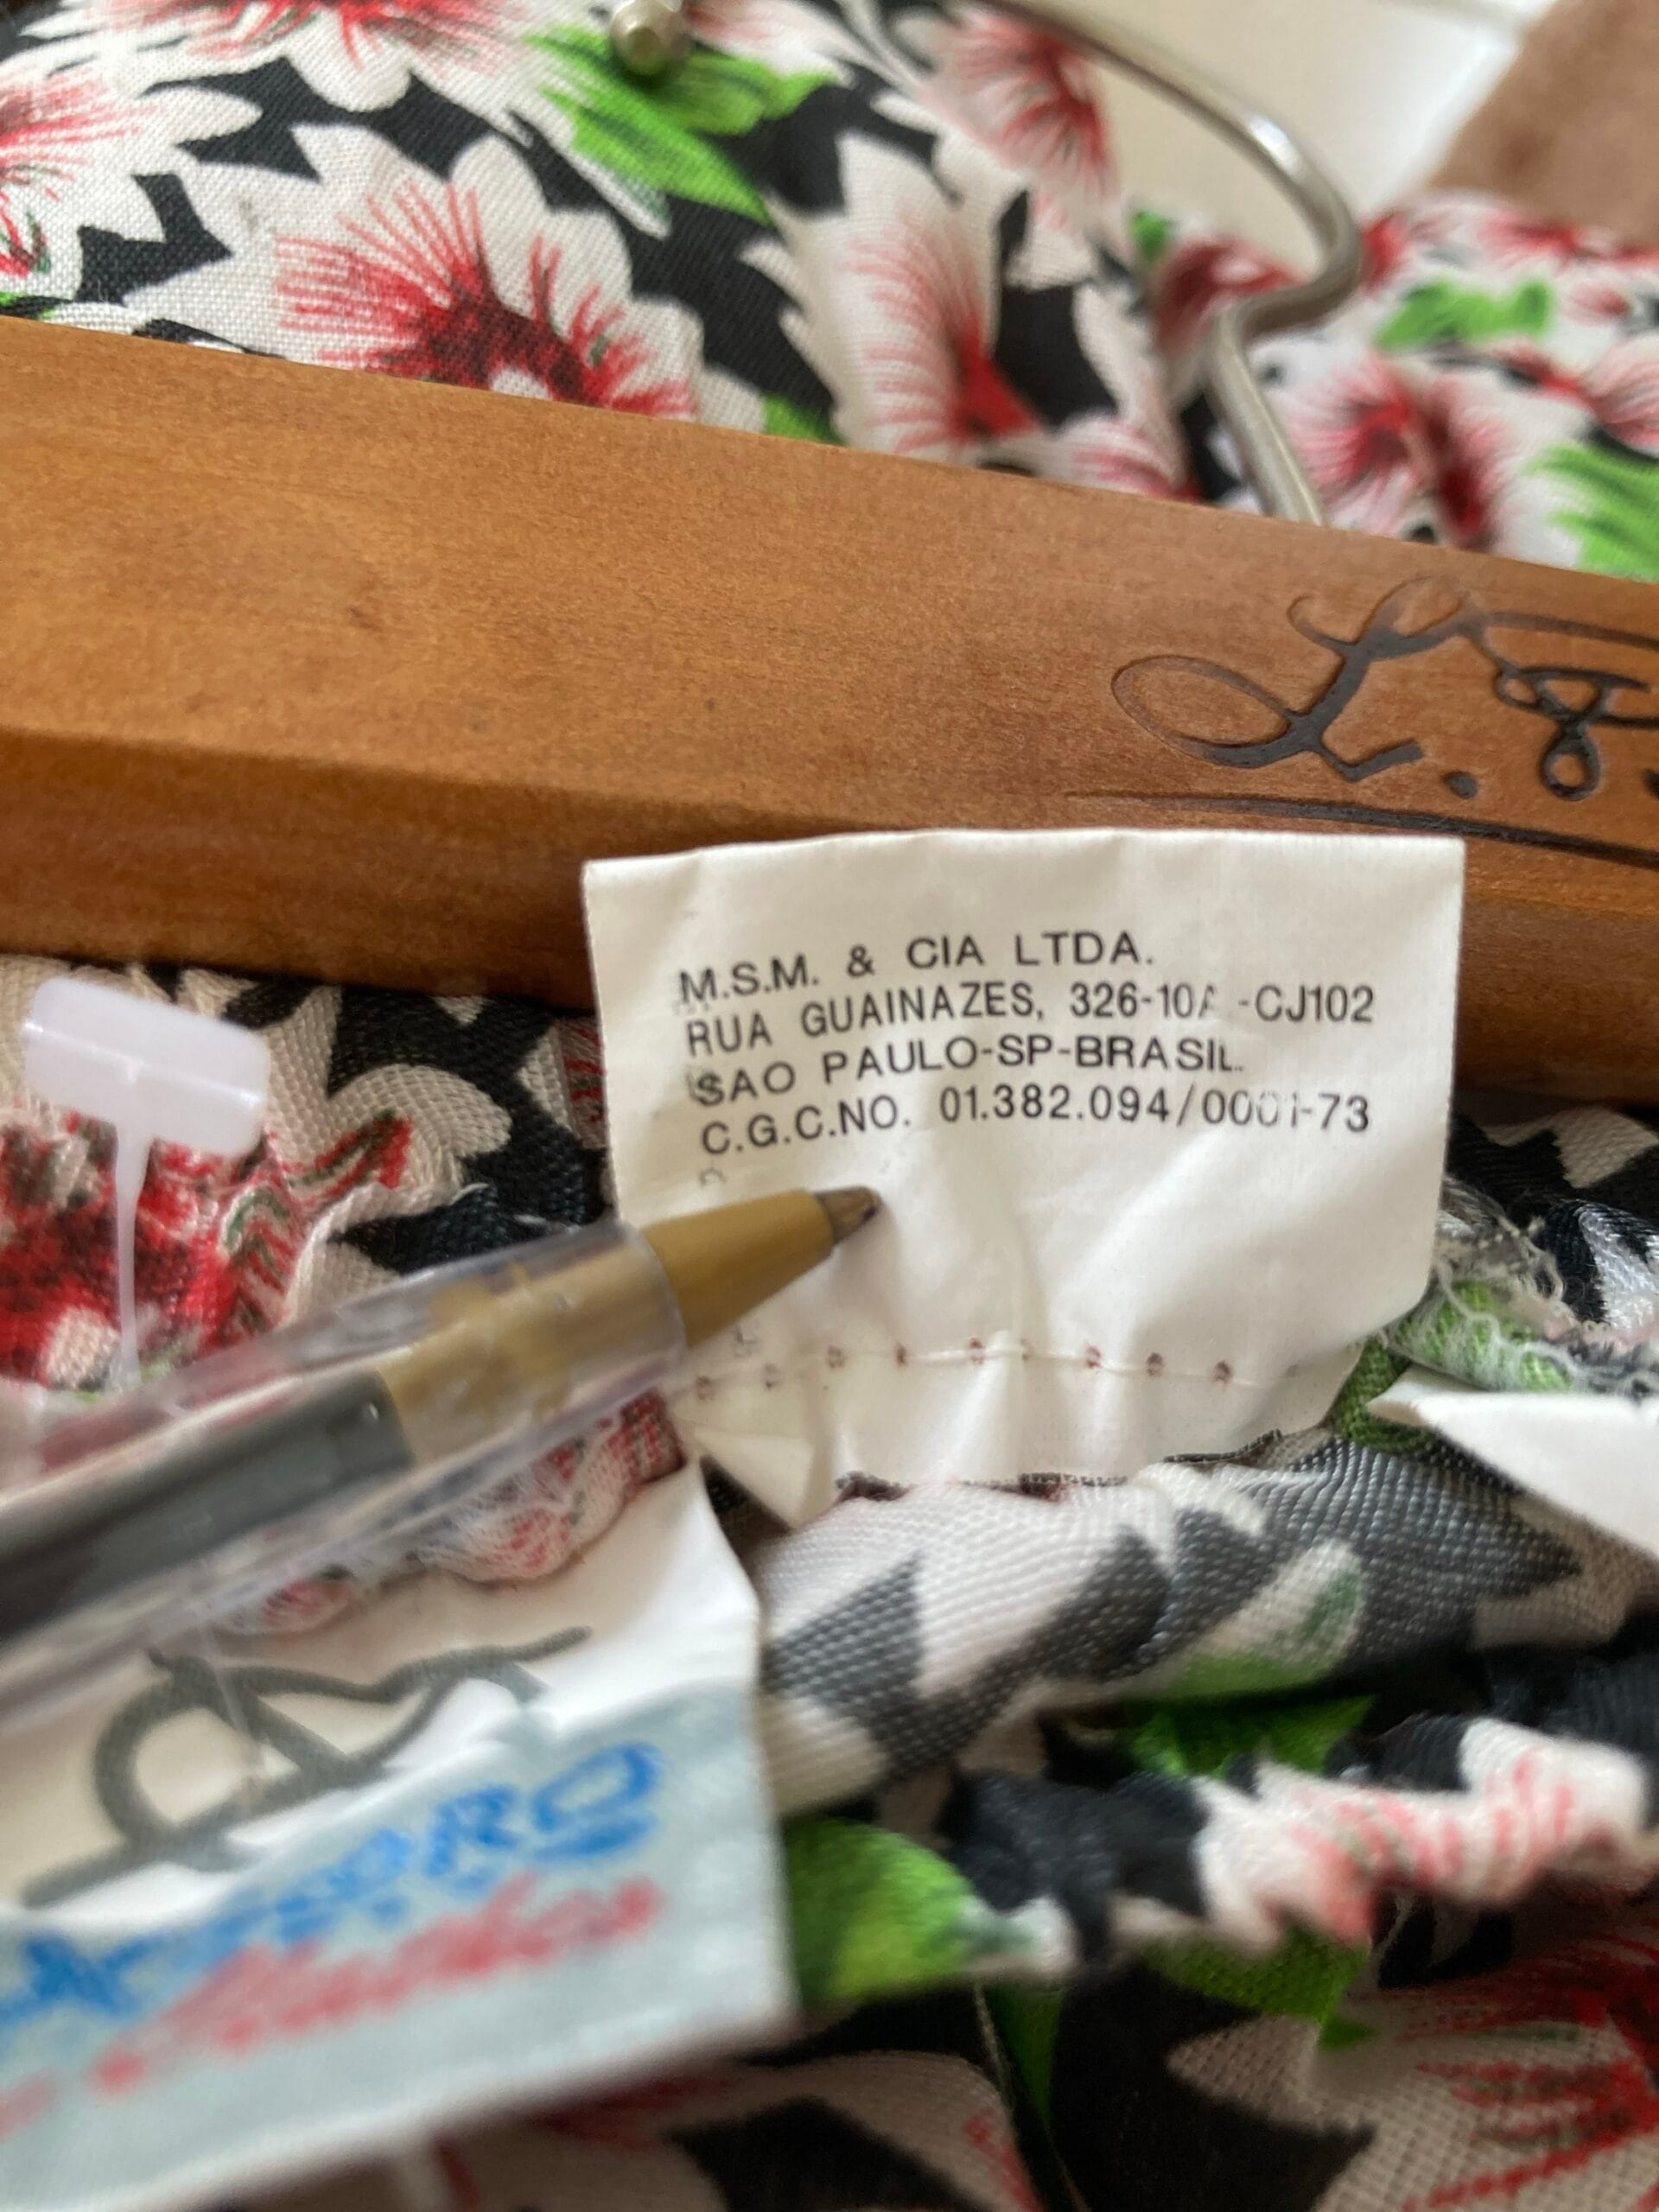 L.
M.S.M. & CIA LTDA.
RUA GUAINAZES, 326-10A -CJ102
SAO PAULO-SP-BRASIL.
C.G.C.NO. 01.382.094/0001-73